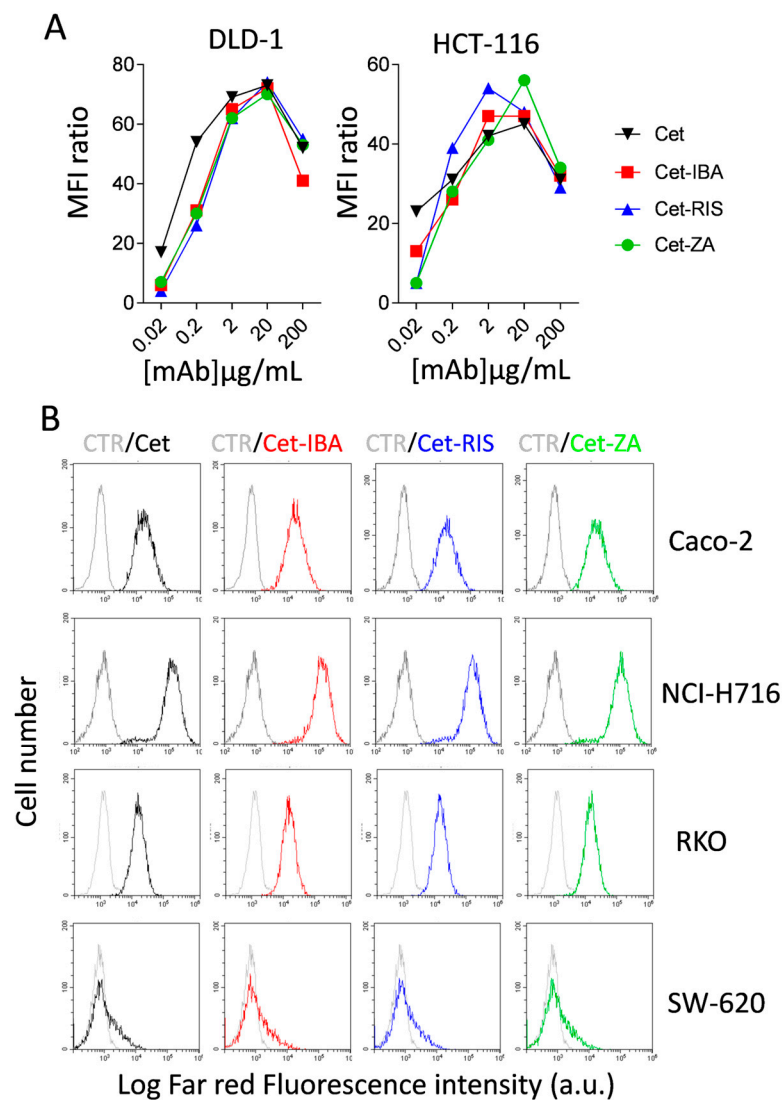 A
DLD-1
HCT-116
MFI ratio
80
60
40
20
0
0.02
0.2
2
20
200
[mAb]µg/mL
MFI ratio
60
40
20
0
0.02
0.2
2
20
200
[mAb]µg/mL
Cet
Cet-IBA
Cet-RIS
Cet-ZA
B
CTR/Cet
CTR/Cet-IBA
CTR/Cet-RIS
CTR/Cet-ZA
Caco-2
NCI-H716
RKO
SW-620
Cell number
Log Far red Fluorescence intensity (a.u.)